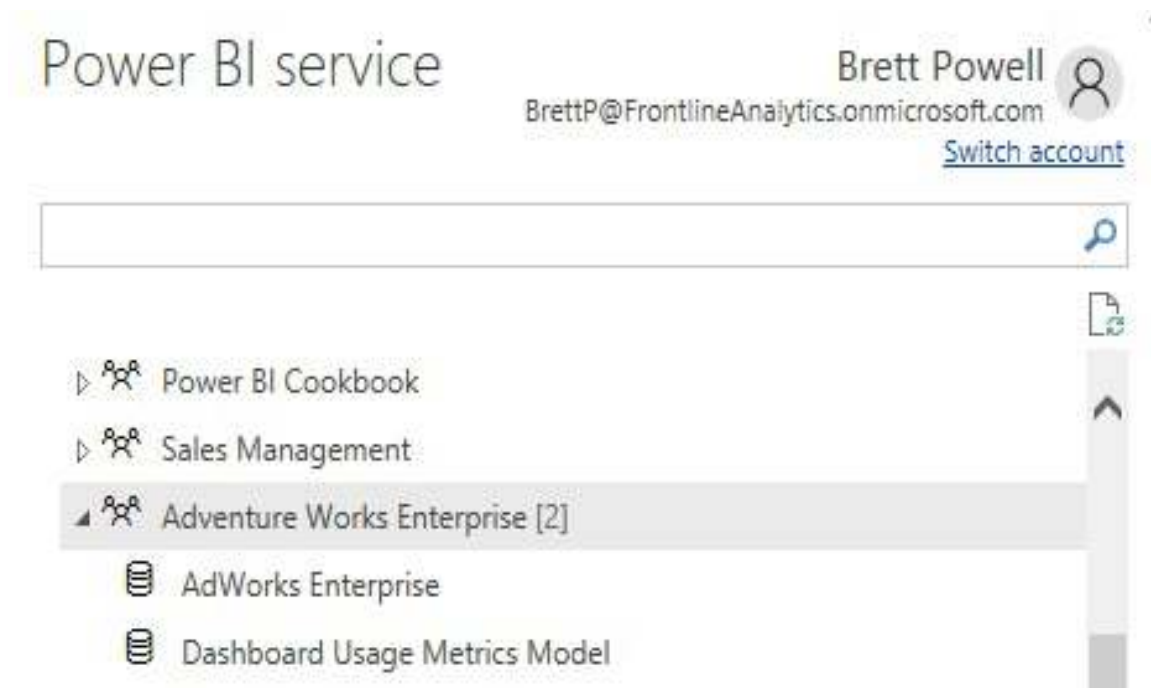 Power BI service
Brett Powell
BrettP@FrontlineAnalytics.onmicrosoft.com
Switch account
Power BI Cookbook
Sales Management
Adventure Works Enterprise [2]
AdWorks Enterprise
Dashboard Usage Metrics Model